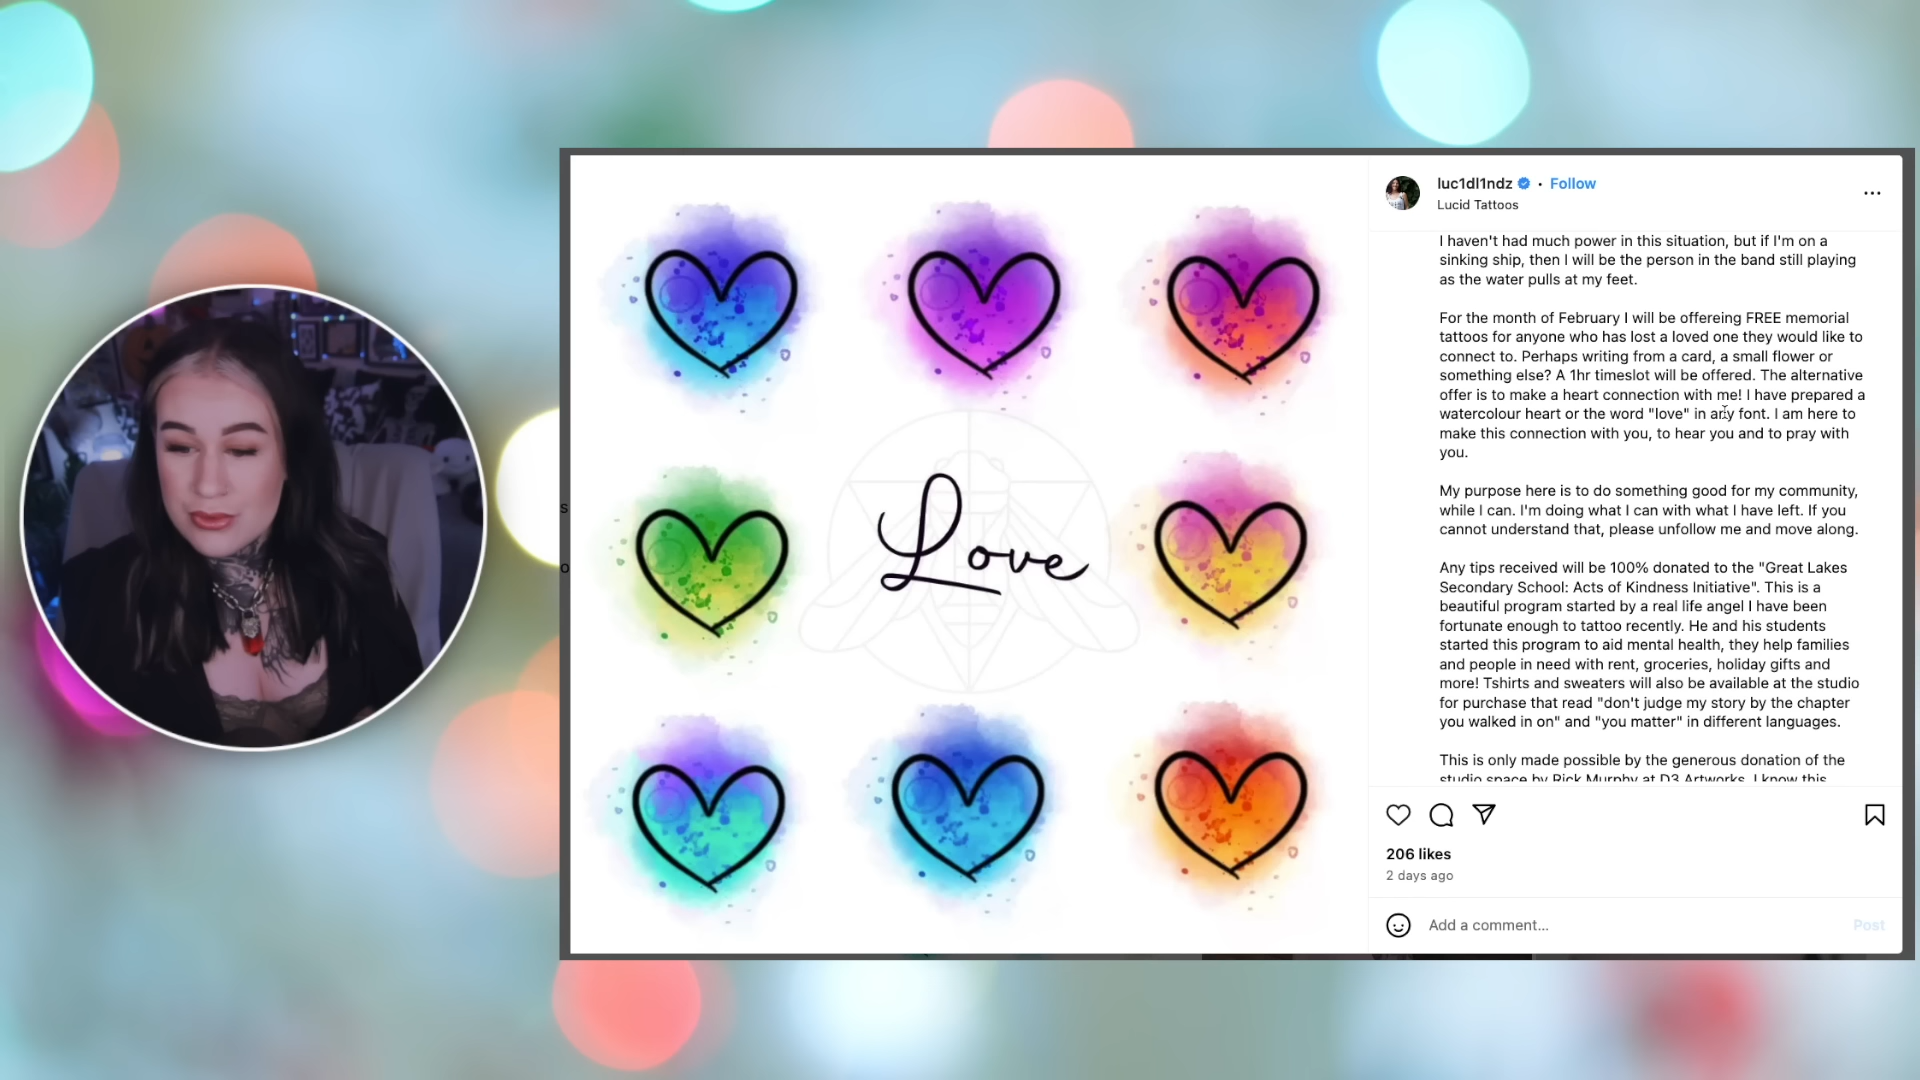 Love
s
o
luc1dl1ndz • Follow
Lucid Tattoos
I haven't had much power in this situation, but if I'm on a
sinking ship, then I will be the person in the band still playing
as the water pulls at my feet.
For the month of February I will be offereing FREE memorial
tattoos for anyone who has lost a loved one they would like to
connect to. Perhaps writing from a card, a small flower or
something else? A 1hr timeslot will be offered. The alternative
offer is to make a heart connection with me! I have prepared a
watercolour heart or the word "love" in any font. I am here to
make this connection with you, to hear you and to pray with
you.
My purpose here is to do something good for my community,
while I can. I'm doing what I can with what I have left. If you
cannot understand that, please unfollow me and move along.
Any tips received will be 100% donated to the "Great Lakes
Secondary School: Acts of Kindness Initiative". This is a
beautiful program started by a real life angel I have been
fortunate enough to tattoo recently. He and his students
started this program to aid mental health, they help families
and people in need with rent, groceries, holiday gifts and
more! Tshirts and sweaters will also be available at the studio
for purchase that read "don't judge my story by the chapter
you walked in on" and "you matter" in different languages.
This is only made possible by the generous donation of the
studio space by Rick Murphy at D3 Artworks. I know this
206 likes
2 days ago
Add a comment...
Post